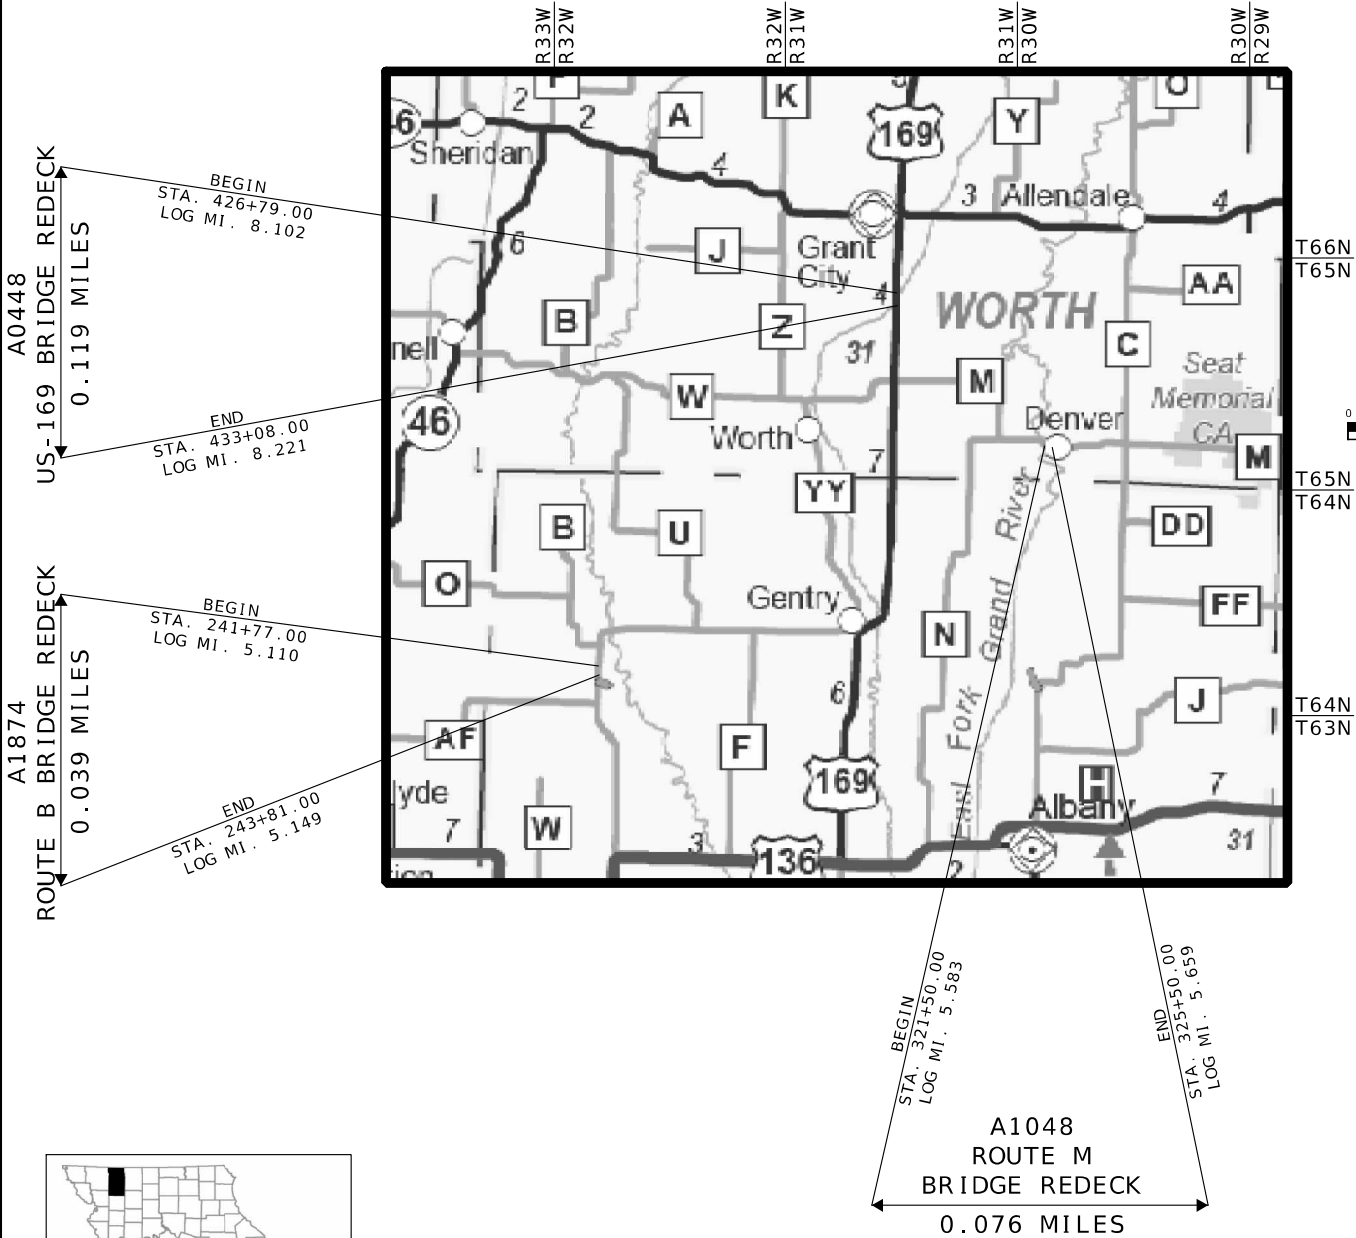 R33W
R32W
R32W
R31W
R31W
R30W
R30W
R29W
A0448
US-169 BRIDGE REDECK
0.119 MILES
BEGIN
STA. 426+79.00
LOG MI. 8.102
END
STA. 433+08.00
LOG MI. 8.221
A1874
ROUTE B BRIDGE REDECK
0.039 MILES
BEGIN
STA. 241+77.00
LOG MI. 5.110
END
STA. 243+81.00
LOG MI. 5.149
2
2
A
K
169
Y
Sheridan
4
3
Allendale
4
6
J
Grant
City
4
WORTH
AA
T66N
T65N
B
Z
31
C
nell
Seat
Memorial
CA
W
M
46
Worth
Denver
M
7
YY
T65N
T64N
B
U
DD
River
O
Gentry
N
Grand
FF
6
Fork
J
T64N
T63N
AF
F
169
H
lyde
7
W
Albany
7
3
136
East
2
31
BEGIN
STA. 321+50.00
LOG MI. 5.583
END
STA. 325+50.00
LOG MI. 5.659
A1048
ROUTE M
BRIDGE REDECK
0.076 MILES
0